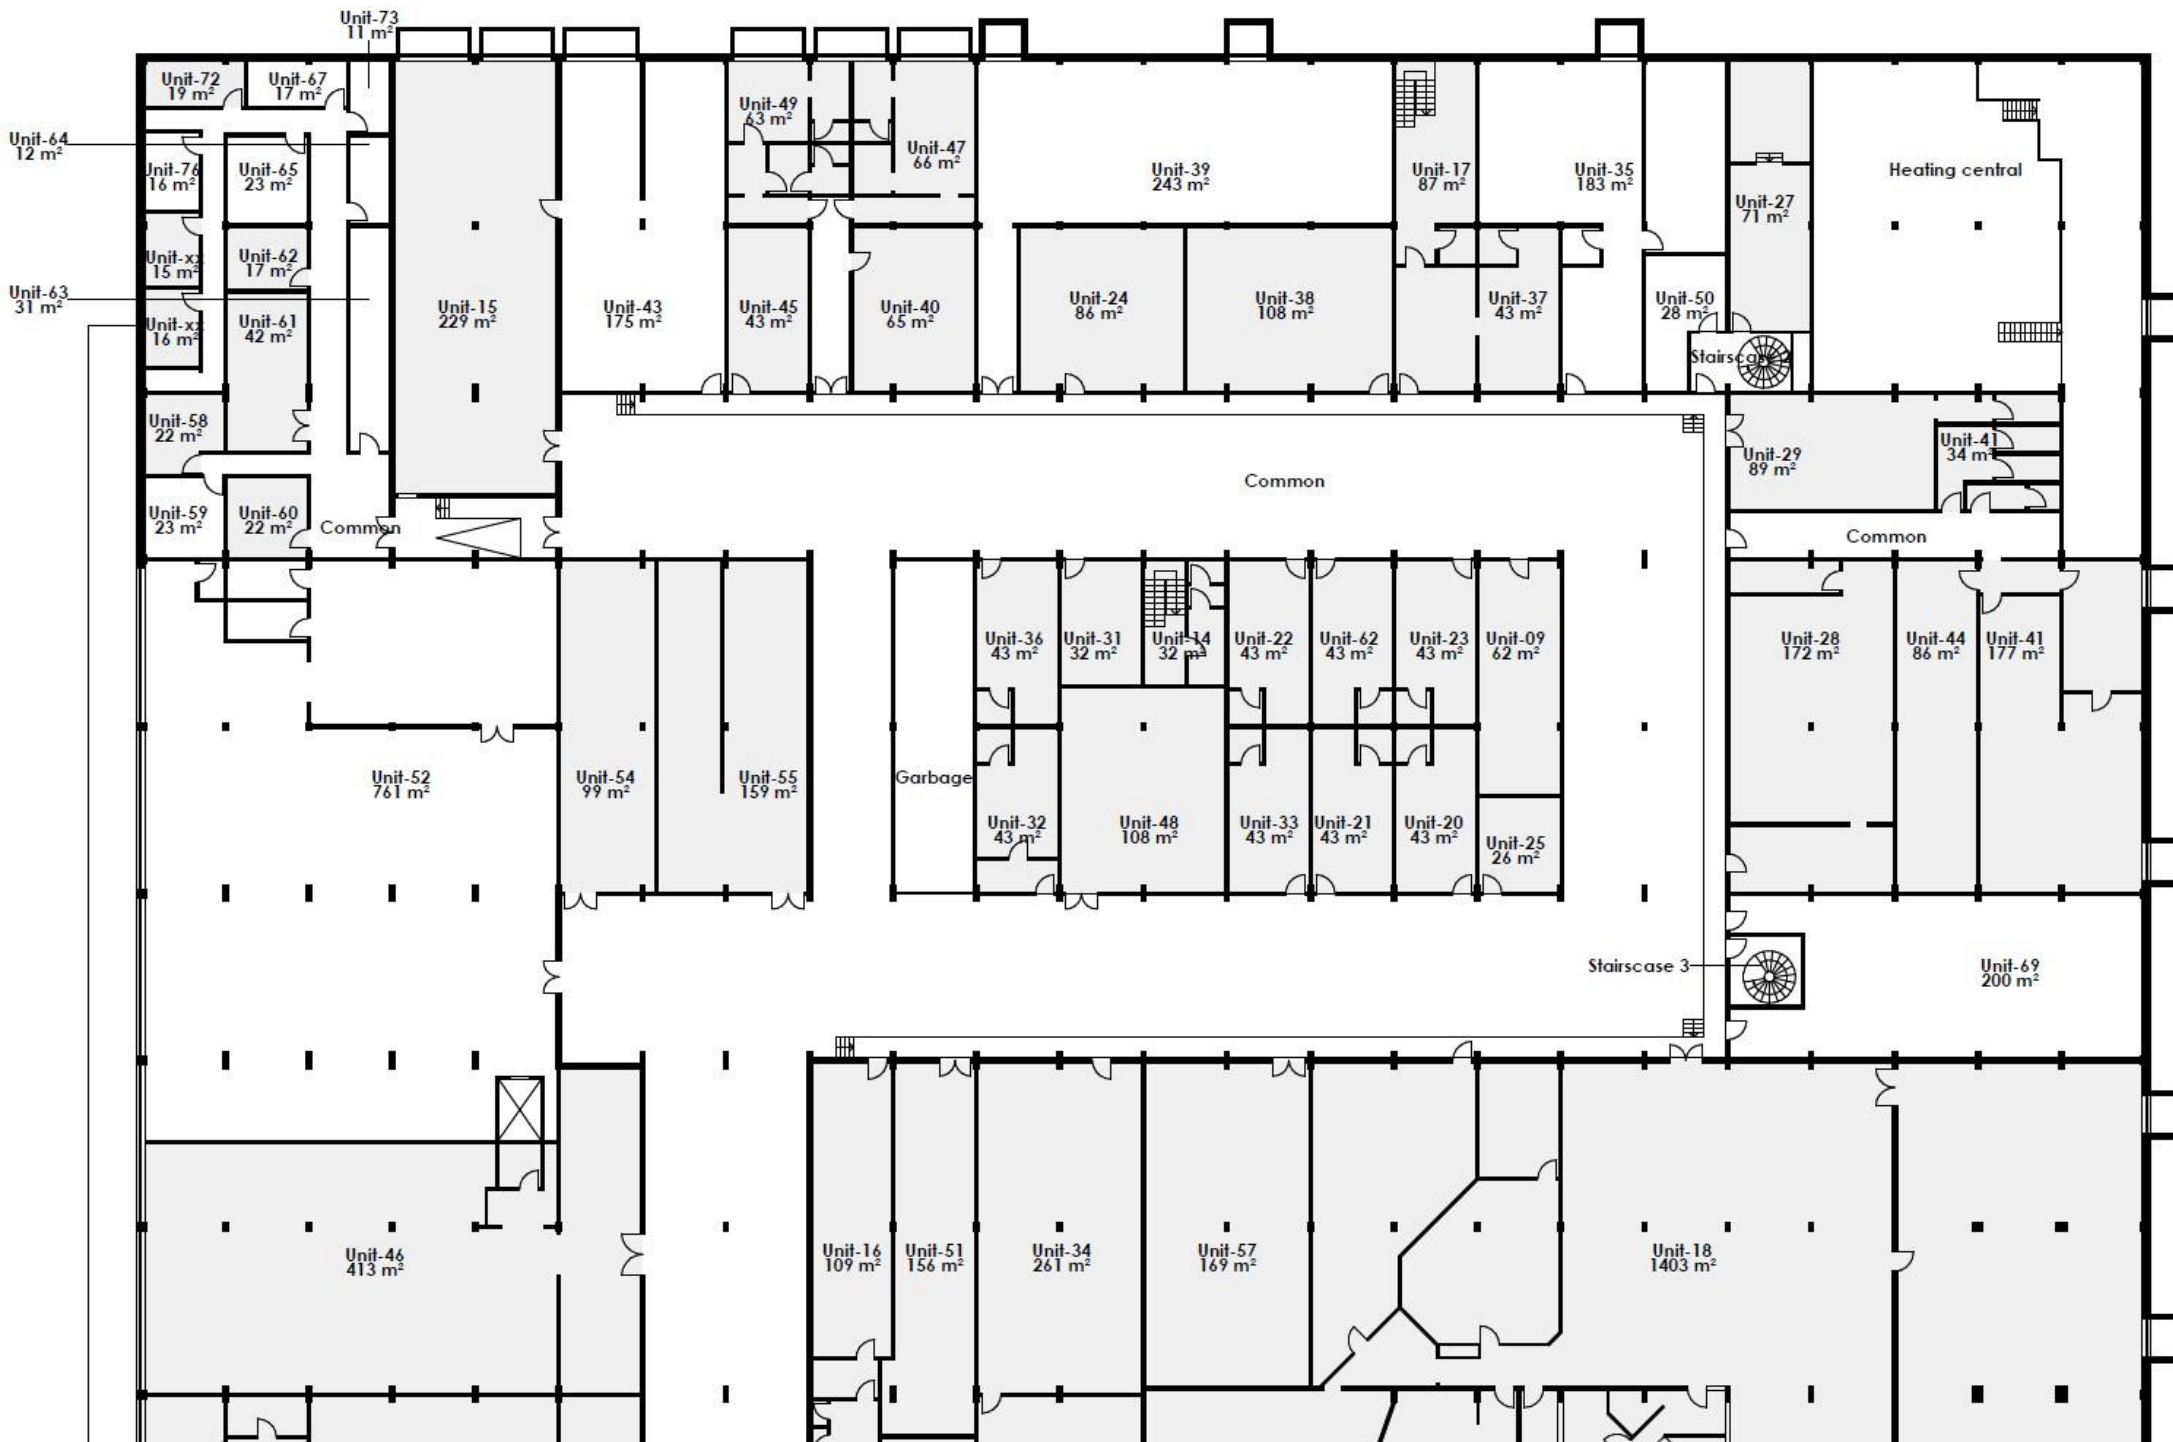 Unit-73
11 m²
Unit-72
19 m²
Unit-67
17 m²
Unit-64
12 m²
Unit-76
16 m²
Unit-65
23 m²
Unit-49
63 m²
Unit-47
66 m²
Unit-39
243 m²
Unit-17
87 m²
Unit-35
183 m²
Heating central
Unit-27
71 m²
Unit-xx
15 m²
Unit-62
17 m²
Unit-63
31 m²
Unit-xx
16 m²
Unit-61
42 m²
Unit-15
229 m²
Unit-43
175 m²
Unit-45
43 m²
Unit-40
65 m²
Unit-24
86 m²
Unit-38
108 m²
Unit-37
43 m²
Unit-50
28 m²
Stairscase 2
Unit-58
22 m²
Unit-29
89 m²
Unit-41
34 m²
Common
Unit-59
23 m²
Unit-60
22 m²
Common
Common
Unit-36
43 m²
Unit-31
32 m²
Unit-14
32 m²
Unit-22
43 m²
Unit-62
43 m²
Unit-23
43 m²
Unit-09
62 m²
Unit-28
172 m²
Unit-44
86 m²
Unit-41
177 m²
Unit-52
761 m²
Unit-54
99 m²
Unit-55
159 m²
Garbage
Unit-32
43 m²
Unit-48
108 m²
Unit-33
43 m²
Unit-21
43 m²
Unit-20
43 m²
Unit-25
26 m²
Stairscase 3
Unit-69
200 m²
Unit-46
413 m²
Unit-16
109 m²
Unit-51
156 m²
Unit-34
261 m²
Unit-57
169 m²
Unit-18
1403 m²